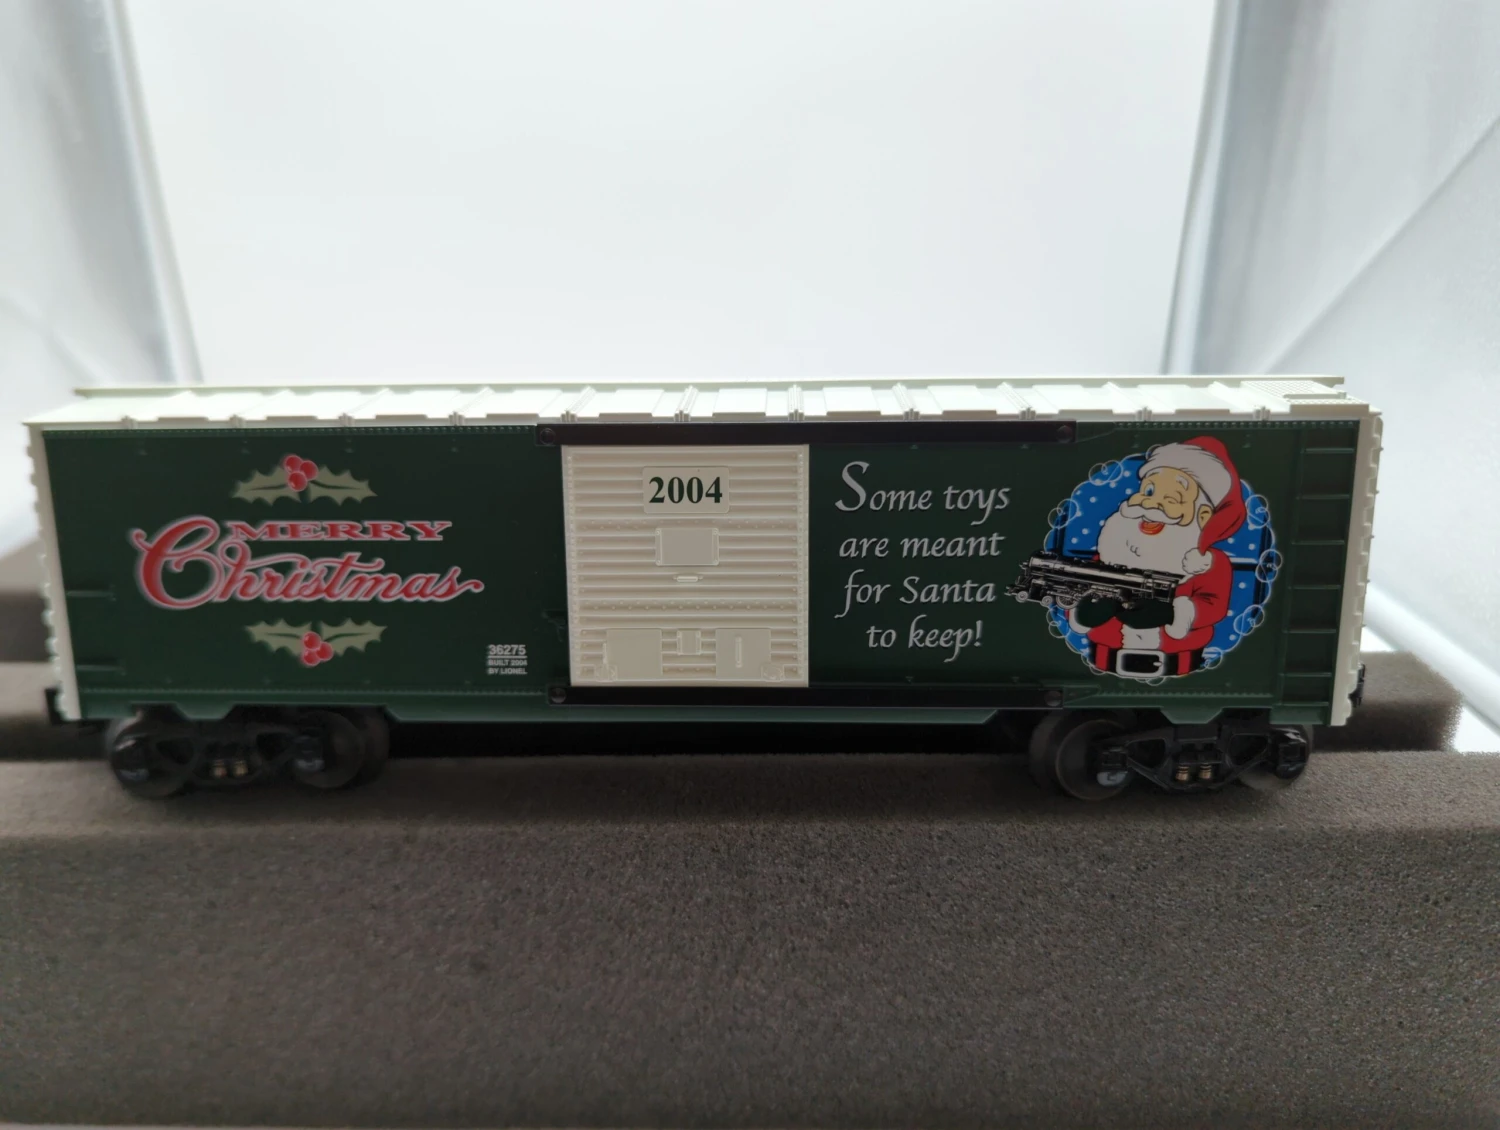 MERRY
Christmas
36275
BUILT 2004
BY LIONEL
2004
Some toys
are meant
for Santa
to keep!